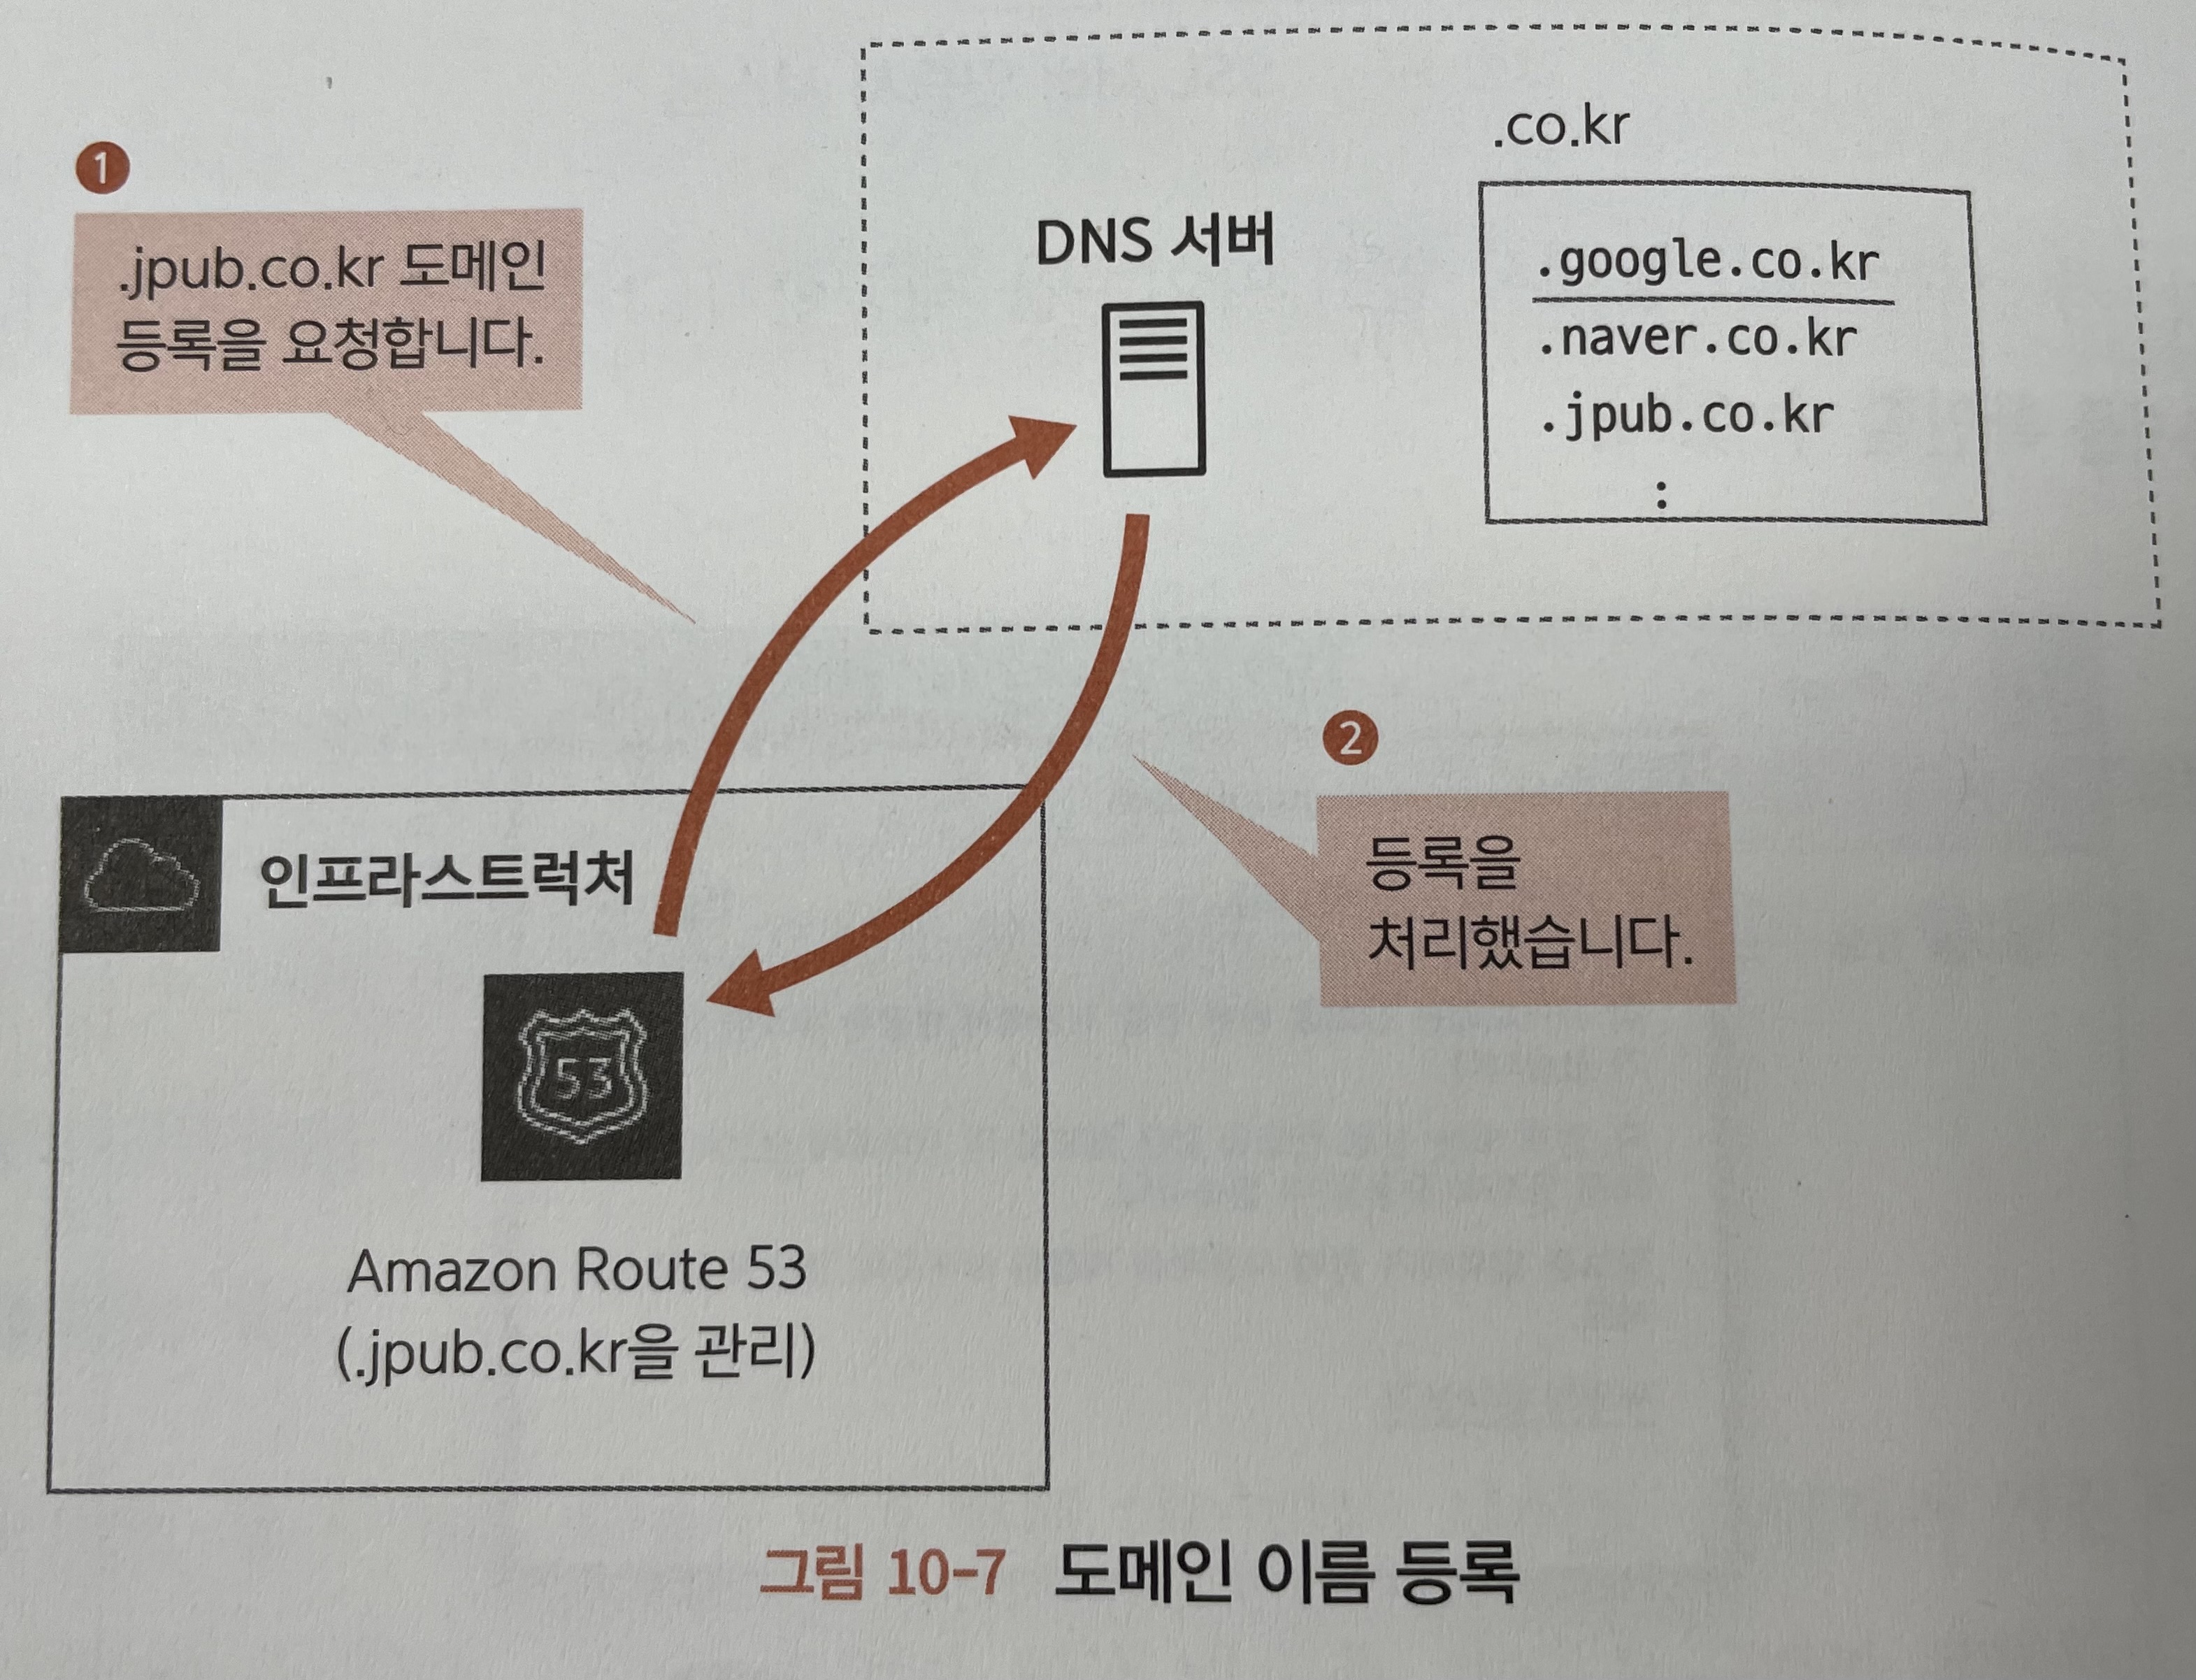 1
.jpub.co.kr 도메인
등록을 요청합니다.
DNS 서버
.co.kr
.google.co.kr
.naver.co.kr
.jpub.co.kr
:
2
등록을
처리했습니다.
인프라스트럭처
53
Amazon Route 53
(.jpub.co.kr을 관리)
그림 10-7 도메인 이름 등록